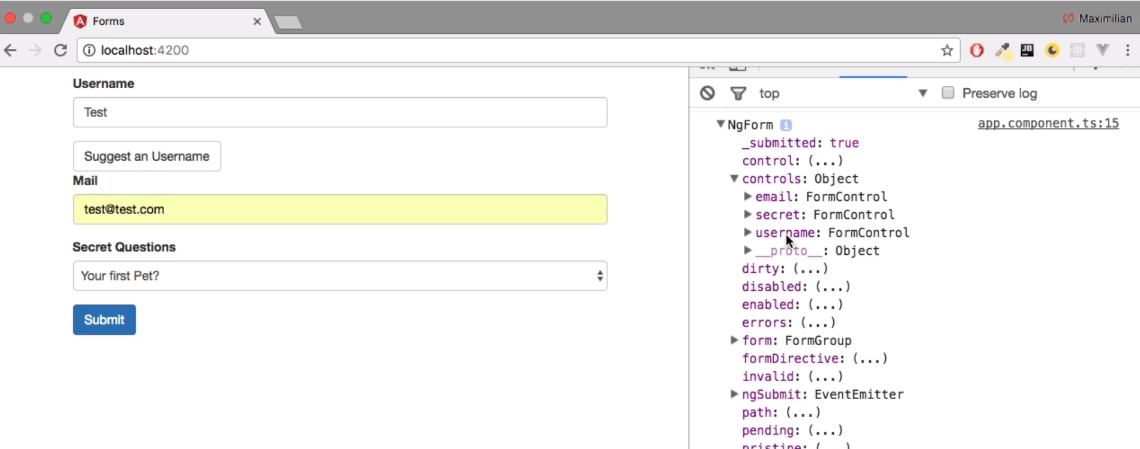 Forms
Maximilian
localhost:4200
Username
Test
Suggest an Username
Mail
test@test.com
Secret Questions
Your first Pet?
Submit
top
Preserve log
NgForm i
app.component.ts:15
_submitted: true
control: (...)
controls: Object
email: FormControl
secret: FormControl
username: FormControl
__proto__: Object
dirty: (...)
disabled: (...)
enabled: (...)
errors: (...)
form: FormGroup
formDirective: (...)
invalid: (...)
ngSubmit: EventEmitter
path: (...)
pending: (...)